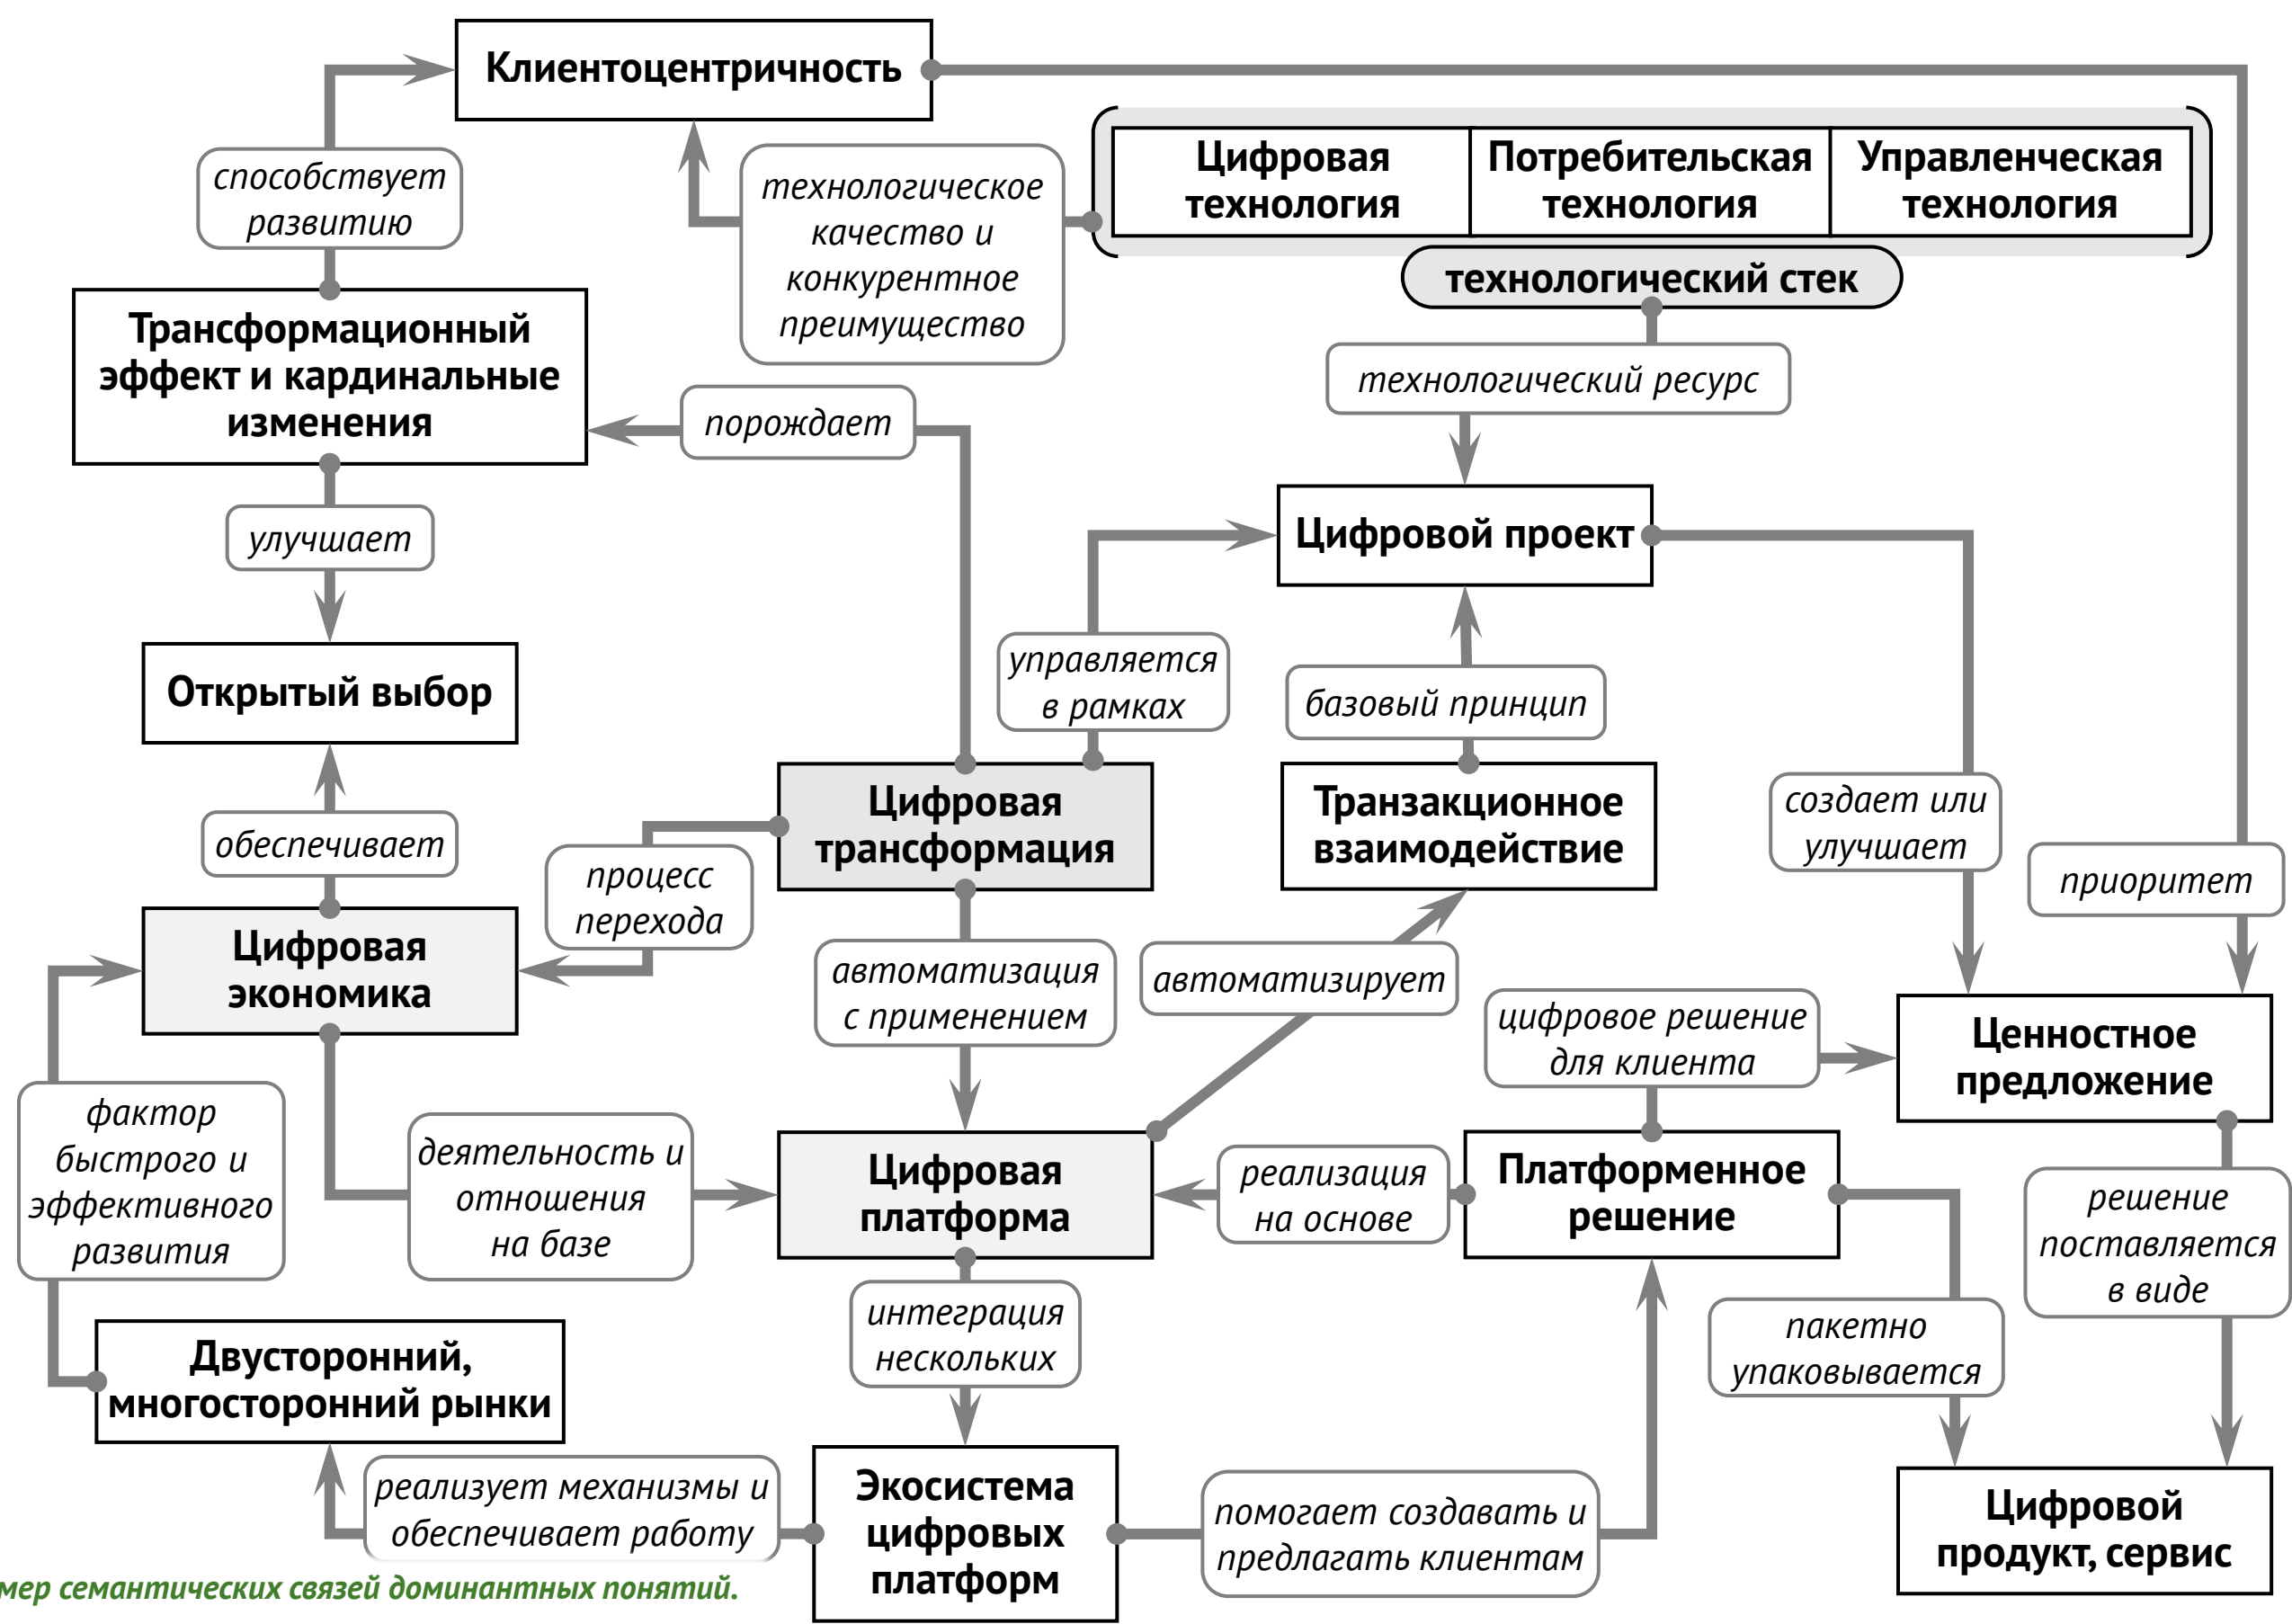 Клиентоцентричность
Цифровая
технология
Потребительская
технология
Управленческая
технология
способствует
развитию
технологическое
качество и
конкурентное
преимущество
технологический стек
Трансформационный
эффект и кардинальные
изменения
технологический ресурс
порождает
улучшает
Цифровой проект
Открытый выбор
управляется
в рамках
базовый принцип
Цифровая
трансформация
Транзакционное
взаимодействие
создает или
улучшает
обеспечивает
процесс
перехода
приоритет
Цифровая
экономика
автоматизация
с применением
автоматизирует
цифровое решение
для клиента
Ценностное
предложение
фактор
быстрого и
эффективного
развития
деятельность и
отношения
на базе
Цифровая
платформа
реализация
на основе
Платформенное
решение
решение
поставляется
в виде
интеграция
нескольких
пакетно
упаковывается
Двусторонний,
многосторонний рынки
реализует механизмы и
обеспечивает работу
Экосистема
цифровых
платформ
помогает создавать и
предлагать клиентам
Цифровой
продукт, сервис
мер семантических связей доминантных понятий.